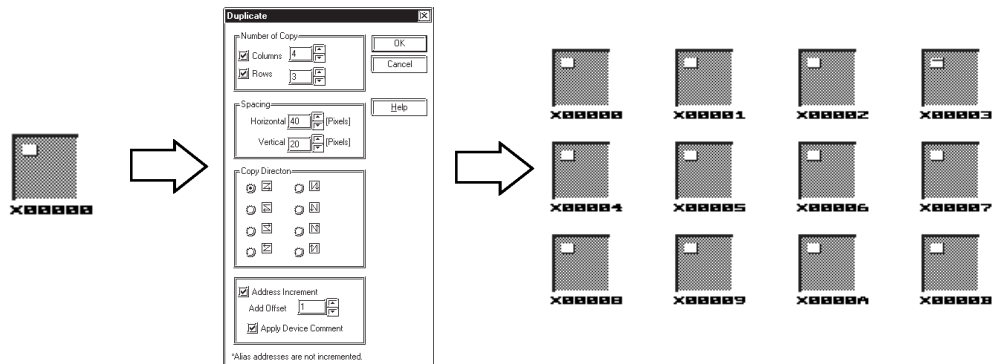 X00000
Duplicate
Number of Copy
Columns 4
Rows 3
OK
Cancel
Spacing
Horizontal 40 [Pixels]
Vertical 20 [Pixels]
Help
Copy Directon
Address Increment
Add Offset 1
Apply Device Comment
*Alias addresses are not incremented.
X00000 X00001 X00002 X00003
X00004 X00005 X00006 X00007
X00008 X00009 X0000A X0000B